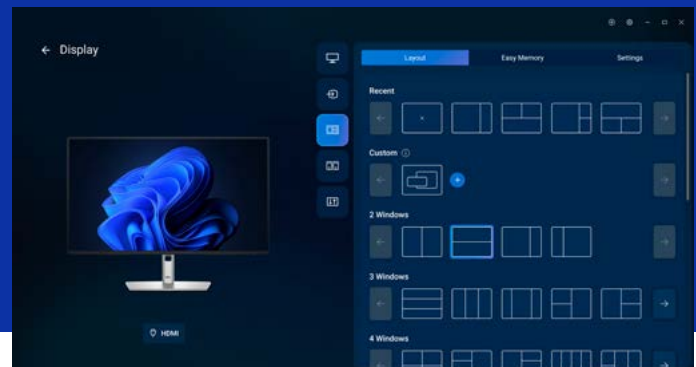 Display
Layout
Easy Memory
Settings
Recent
Custom
2 Windows
3 Windows
4 Windows
HDMI